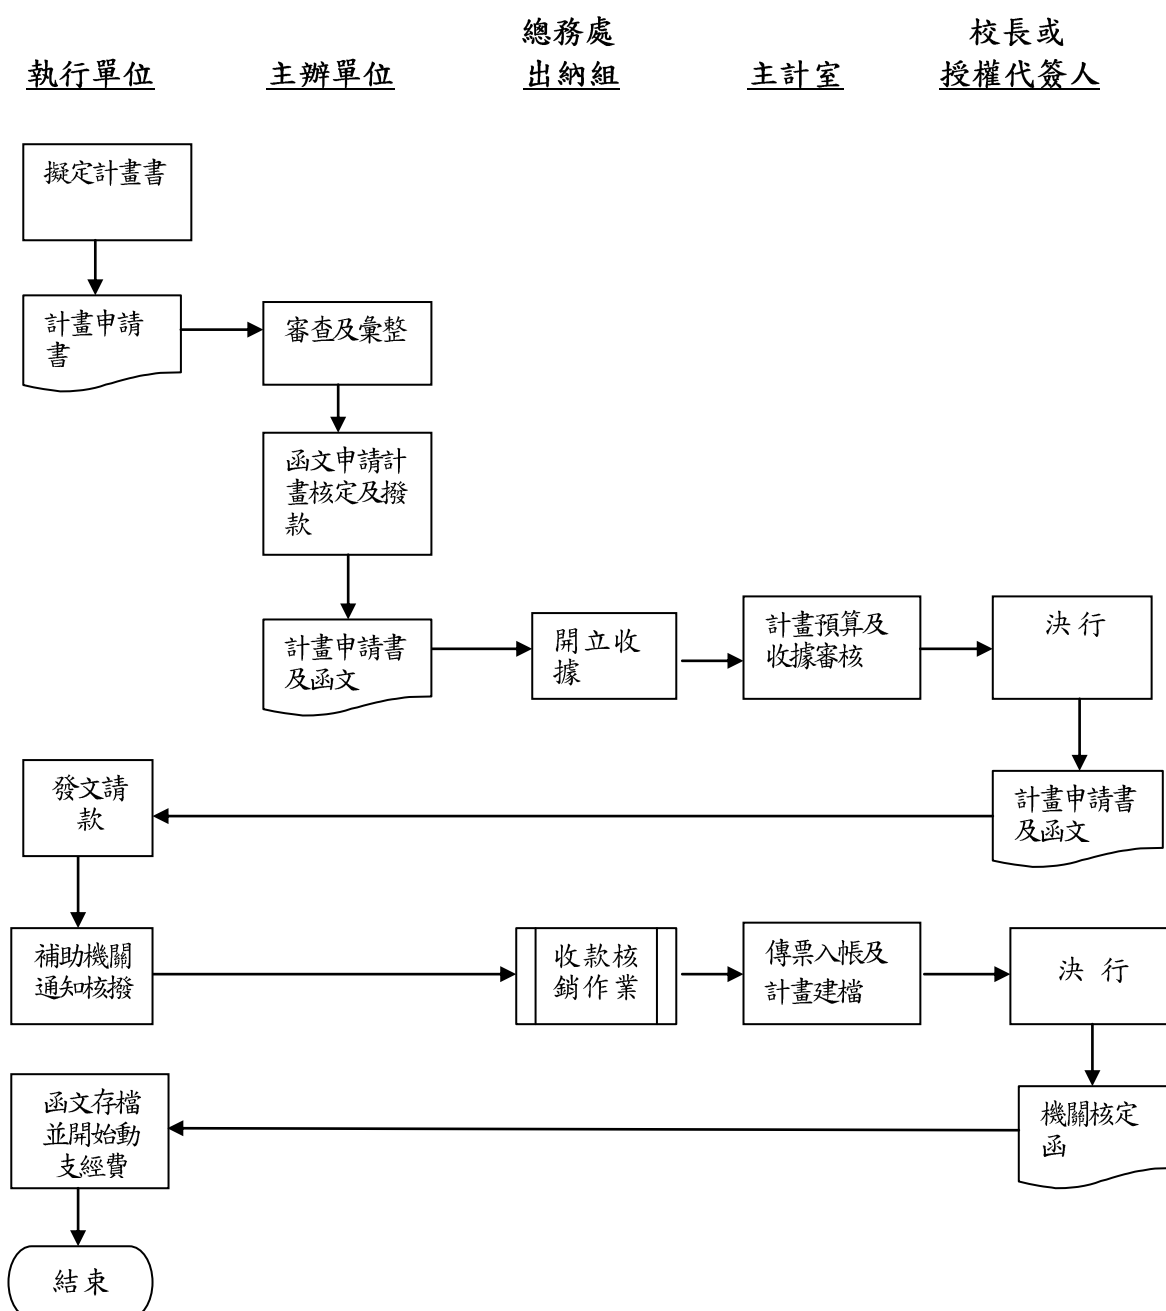 總務處
校長或
執行單位
主辦單位
出納組
主計室
授權代簽人
擬定計畫書
計畫申請
書
審查及彙整
函文申請計
畫核定及撥
款
計畫申請書
及函文
開立收
據
計畫預算及
收據審核
決行
發文請
款
計畫申請書
及函文
補助機關
通知核撥
收款核
銷作業
傳票入帳及
計畫建檔
決 行
函文存檔
並開始動
支經費
機關核定
函
結束